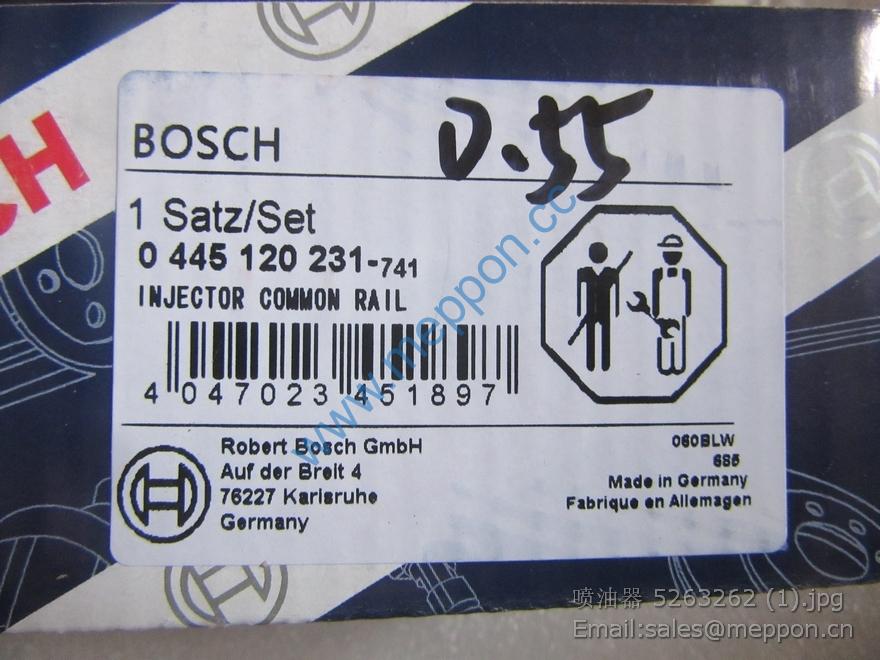 CH
BOSCH
D.55
1 Satz/Set
0 445 120 231-741
INJECTOR COMMON RAIL
4 047023 451897
Robert Bosch GmbH
Auf der Breit 4
76227 Karlsruhe
Germany
060BLW
685
Made in Germany
Fabrique en Allemagen
www.meppon.cc
喷油器 5263262 (1).jpg
Email:sales@meppon.cn